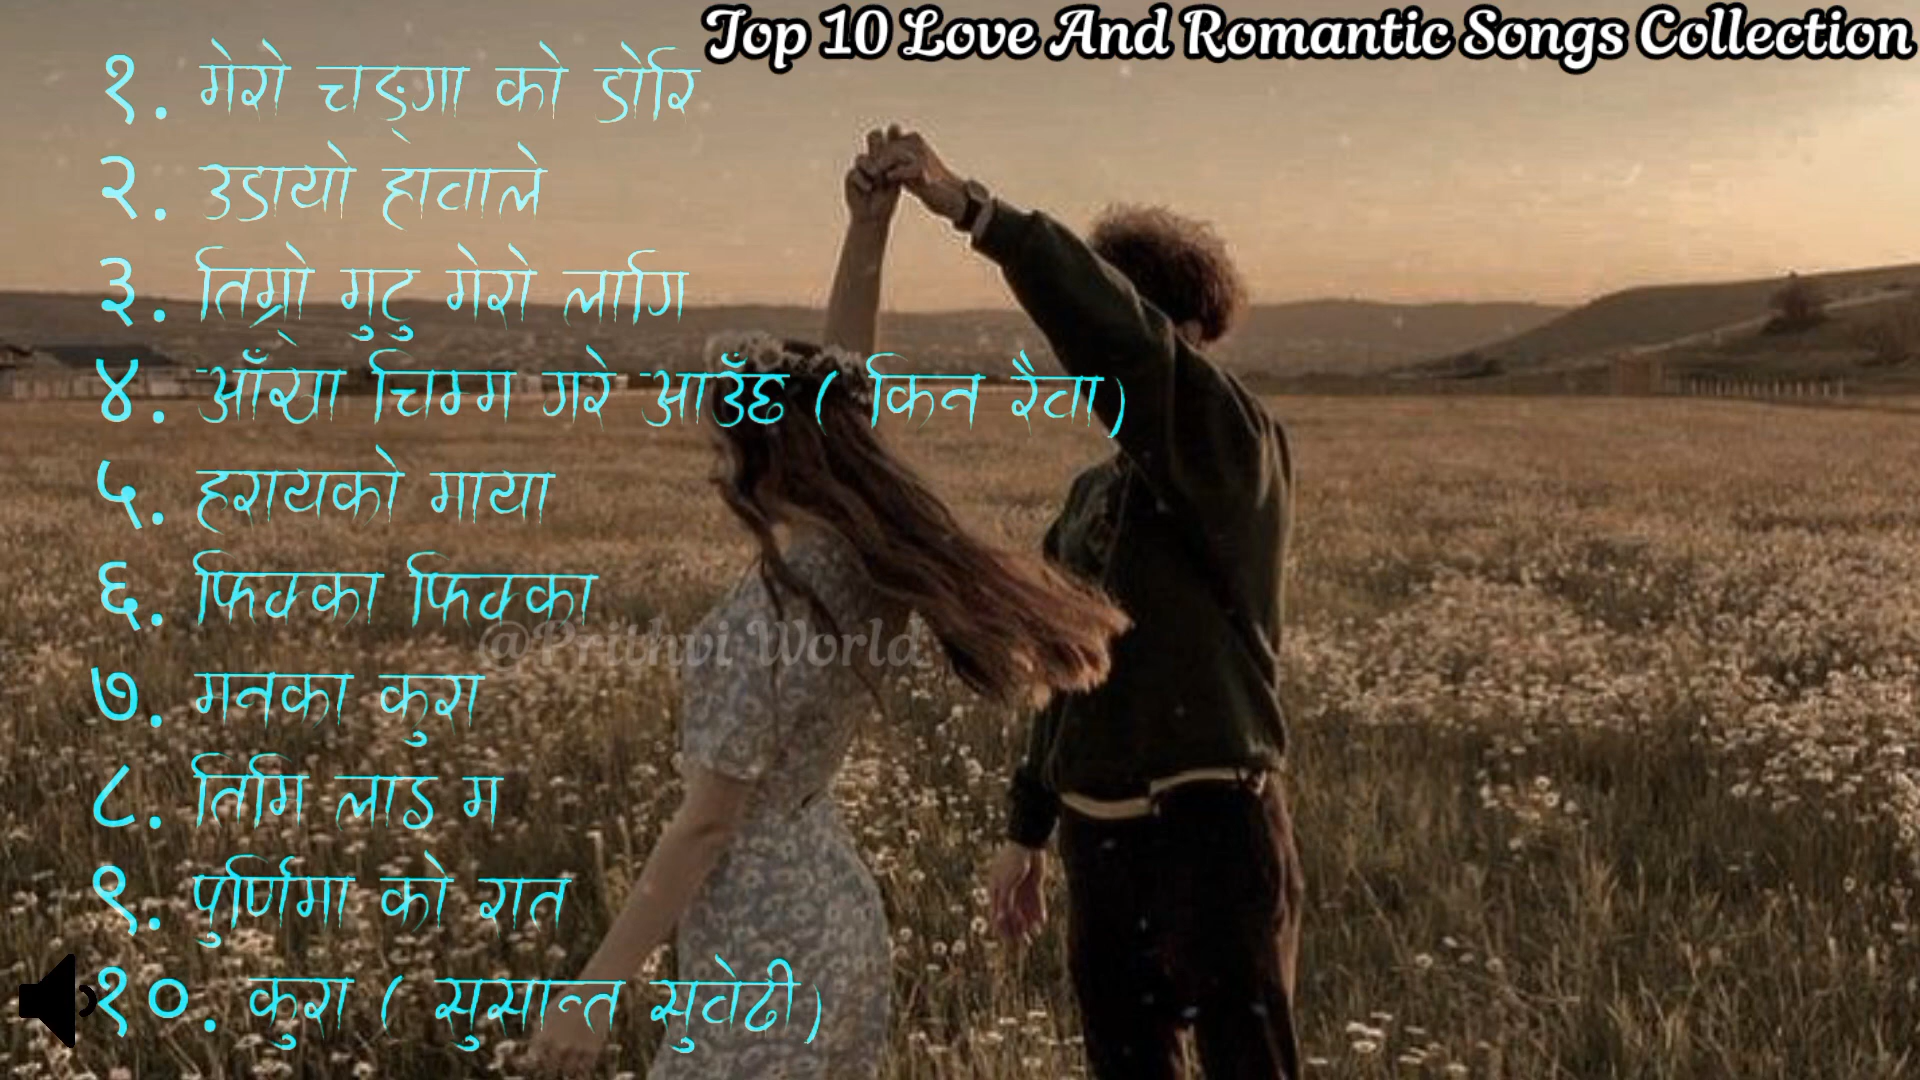 Top 10 Love And Romantic Songs Collection
१. मेरो चङ्गा को डोरि
२. उडायो हावाले
३. तिम्रो मुटु मेरो लागि
४. आँखा चिम्म गरे आउँछ ( किन रैवा)
५. हरायको माया
६. फिक्का फिक्का
@Prithvi World
७. मनका कुरा
८. तिमि लाइ म
९. पुर्णिमा को रात
१०. कुरा ( सुसान्त सुवेदी)